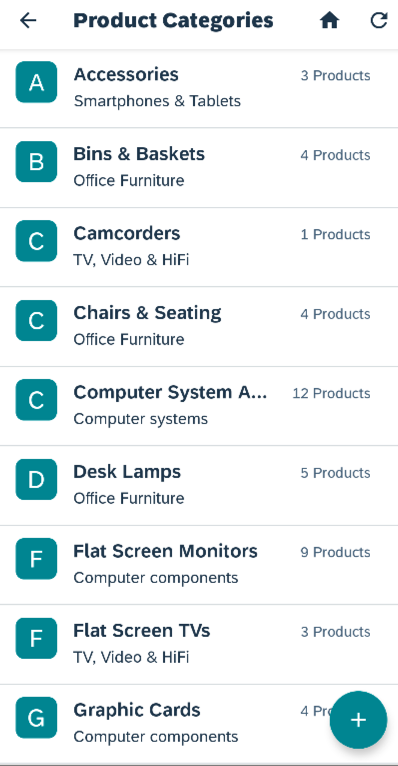 Product Categories
A
Accessories
3 Products
Smartphones & Tablets
B
Bins & Baskets
4 Products
Office Furniture
C
Camcorders
1 Products
TV, Video & HiFi
C
Chairs & Seating
4 Products
Office Furniture
C
Computer System A...
12 Products
Computer systems
D
Desk Lamps
5 Products
Office Furniture
F
Flat Screen Monitors
9 Products
Computer components
F
Flat Screen TVs
3 Products
TV, Video & HiFi
G
Graphic Cards
4
Computer components